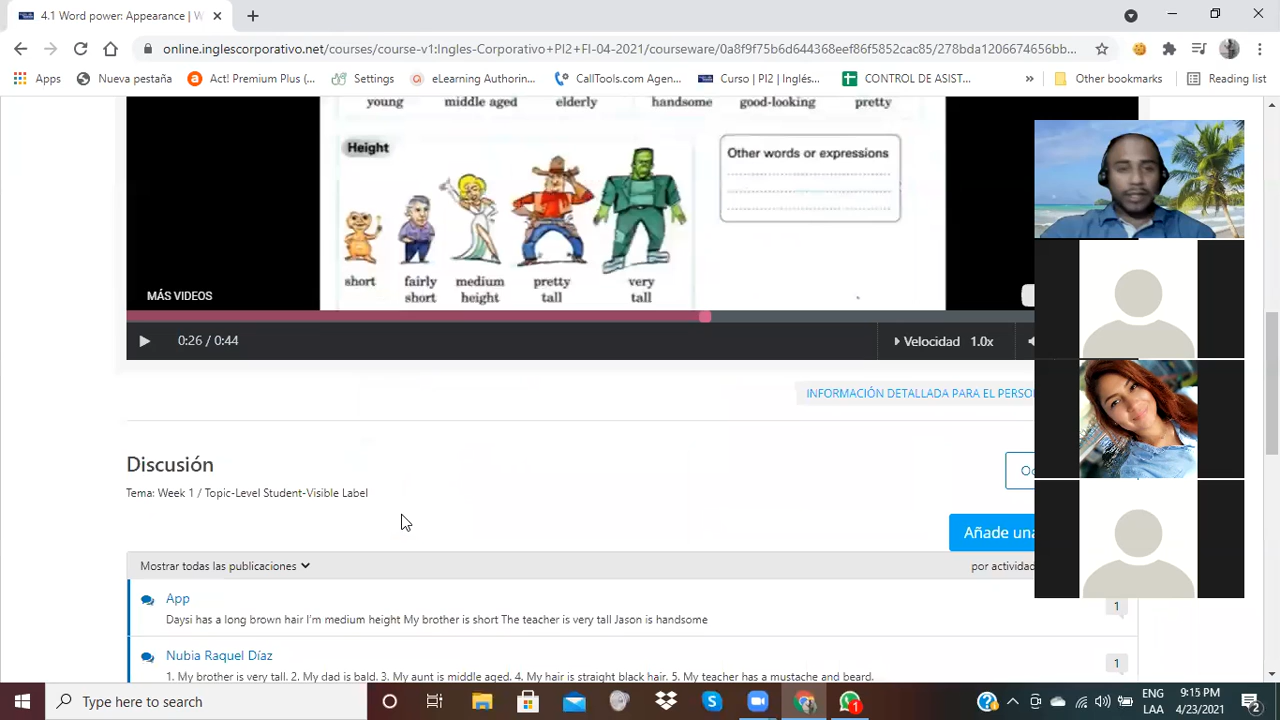 4.1 Word power: Appearance | W
online.inglescorporativo.net/courses/course-v1:Ingles-Corporativo+PI2+FI-04-2021/courseware/0a8f9f75b6d644368eef86f5852cac85/278bda1206674656bb...
Apps Nueva pestaña Act! Premium Plus (... Settings eLearning Authorin... CallTools.com Agen... Curso | PI2 | Inglés... CONTROL DE ASIST... » Other bookmarks Reading list
young middle aged elderly handsome good-looking pretty
Height
Other words or expressions
short fairly medium pretty very
short height tall tall
MÁS VIDEOS
0:26 / 0:44 Velocidad 1.0x
INFORMACIÓN DETALLADA PARA EL PERSO
Discusión
Tema: Week 1 / Topic-Level Student-Visible Label
Añade una
Mostrar todas las publicaciones por actividad
App
1
Daysi has a long brown hair I'm medium height My brother is short The teacher is very tall Jason is handsome
Nubia Raquel Díaz
1
1. My brother is very tall. 2. My dad is bald. 3. My aunt is middle aged. 4. My hair is straight black hair. 5. My teacher has a mustache and beard.
Type here to search
1
ENG 9:15 PM
LAA 4/23/2021
2